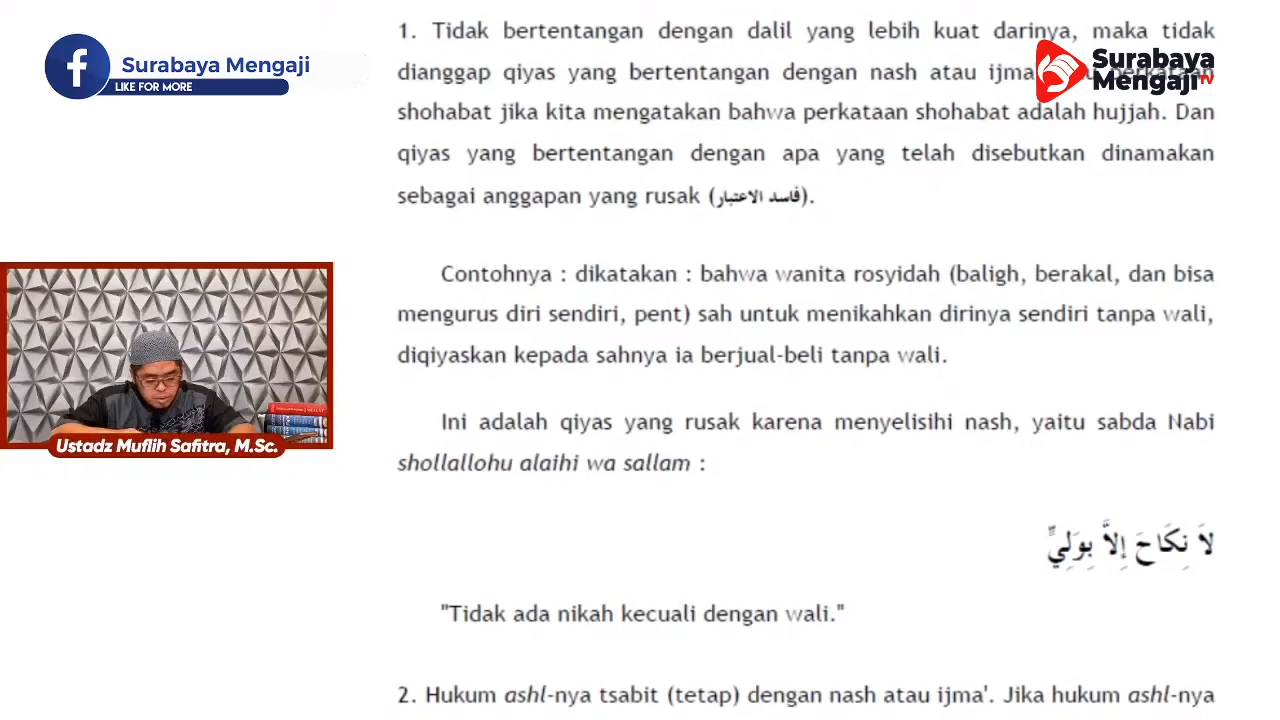 Surabaya Mengaji
LIKE FOR MORE
Surabaya
Mengaji TV
1. Tidak bertentangan dengan dalil yang lebih kuat darinya, maka tidak
dianggap qiyas yang bertentangan dengan nash atau ijma perkataan
shohabat jika kita mengatakan bahwa perkataan shohabat adalah hujjah. Dan
qiyas yang bertentangan dengan apa yang telah disebutkan dinamakan
sebagai anggapan yang rusak (فاسد الاعتبار).
Contohnya : dikatakan : bahwa wanita rosyidah (baligh, berakal, dan bisa
mengurus diri sendiri, pent) sah untuk menikahkan dirinya sendiri tanpa wali,
diqiyaskan kepada sahnya ia berjual-beli tanpa wali.
Ini adalah qiyas yang rusak karena menyelisihi nash, yaitu sabda Nabi
shollallohu alaihi wa sallam :
لاَ نِكَاحَ إِلاَّ بِوَلِيٍّ
"Tidak ada nikah kecuali dengan wali."
2. Hukum ashl-nya tsabit (tetap) dengan nash atau ijma'. Jika hukum ashl-nya
Ustadz Muflih Safitra, M.Sc.